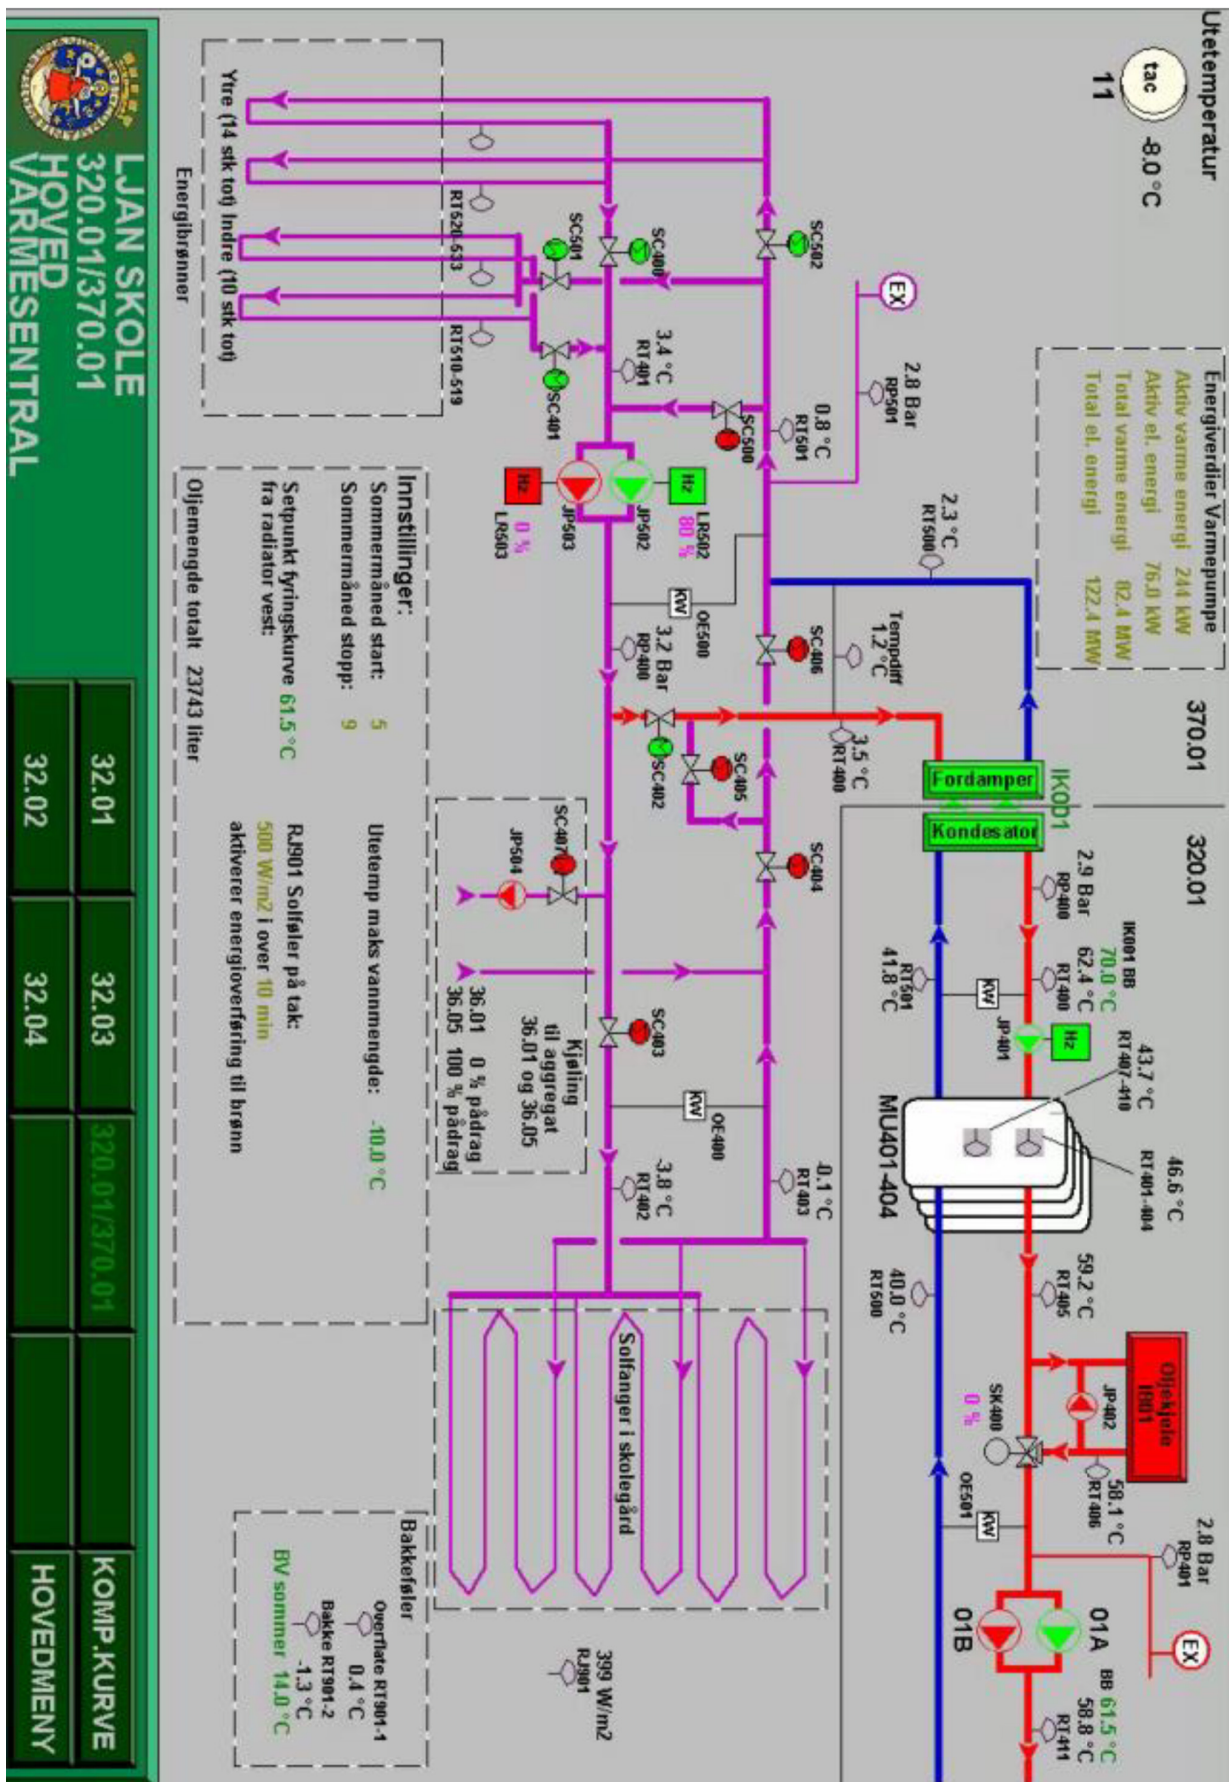 Utetemperatur
tac
-8.0 °C
11
Energiverdier Varmepumpe
Aktiv varme energi 244 kW
Aktiv el. energi 76.0 kW
Total varme energi 82.4 MW
Total el. energi 122.4 MW
370.01
320.01
IK001
Fordamper
Kondesator
2.9 Bar
RP400
IK001 BB
70.0 °C
62.4 °C
RT400
JP401
Hz
KW
41.8 °C
RT501
43.7 °C
RT407-410
46.6 °C
RT401-404
MU401-404
59.2 °C
RT405
40.0 °C
RT500
Oljekjele
IB01
JP402
SK400
0 %
58.1 °C
RT406
OE501
KW
2.8 Bar
RP401
EX
01A
01B
BB 61.5 °C
58.8 °C
RT411
EX
2.8 Bar
RP501
2.3 °C
RT500
Tempdiff
1.2 °C
3.5 °C
RT400
SC502
0.8 °C
RT501
SC500
SC406
SC405
SC404
SC402
SC400
SC501
SC401
3.4 °C
RT401
Hz
LR502
80 %
JP502
JP503
Hz
LR503
0 %
KW
OE500
3.2 Bar
RP400
RT520-533
RT510-519
Ytre (14 stk tot) Indre (10 stk tot)
Energibrønner
SC407
JP504
Kjøling
til aggregat
36.01 og 36.05
36.01 0 % pådrag
36.05 100 % pådrag
SC403
KW
OE400
-3.8 °C
RT402
-0.1 °C
RT403
Solfanger i skolegård
399 W/m2
RJ901
Innstillinger:
Sommermåned start: 5
Sommermåned stopp: 9
Utetemp maks vannmengde: -10.0 °C
Setpunkt fyringskurve 61.5 °C
fra radiator vest:
RJ901 Solføler på tak:
500 W/m2 i over 10 min
aktiverer energioverføring til brønn
Oljemengde totalt 23743 liter
Bakkeføler
Overflate RT901-1
0.4 °C
Bakke RT901-2
-1.3 °C
BV sommer 14.0 °C
LJAN SKOLE
320.01/370.01
HOVED
VARMESENTRAL
32.01
32.03
320.01/370.01
KOMP.KURVE
32.02
32.04
HOVEDMENY